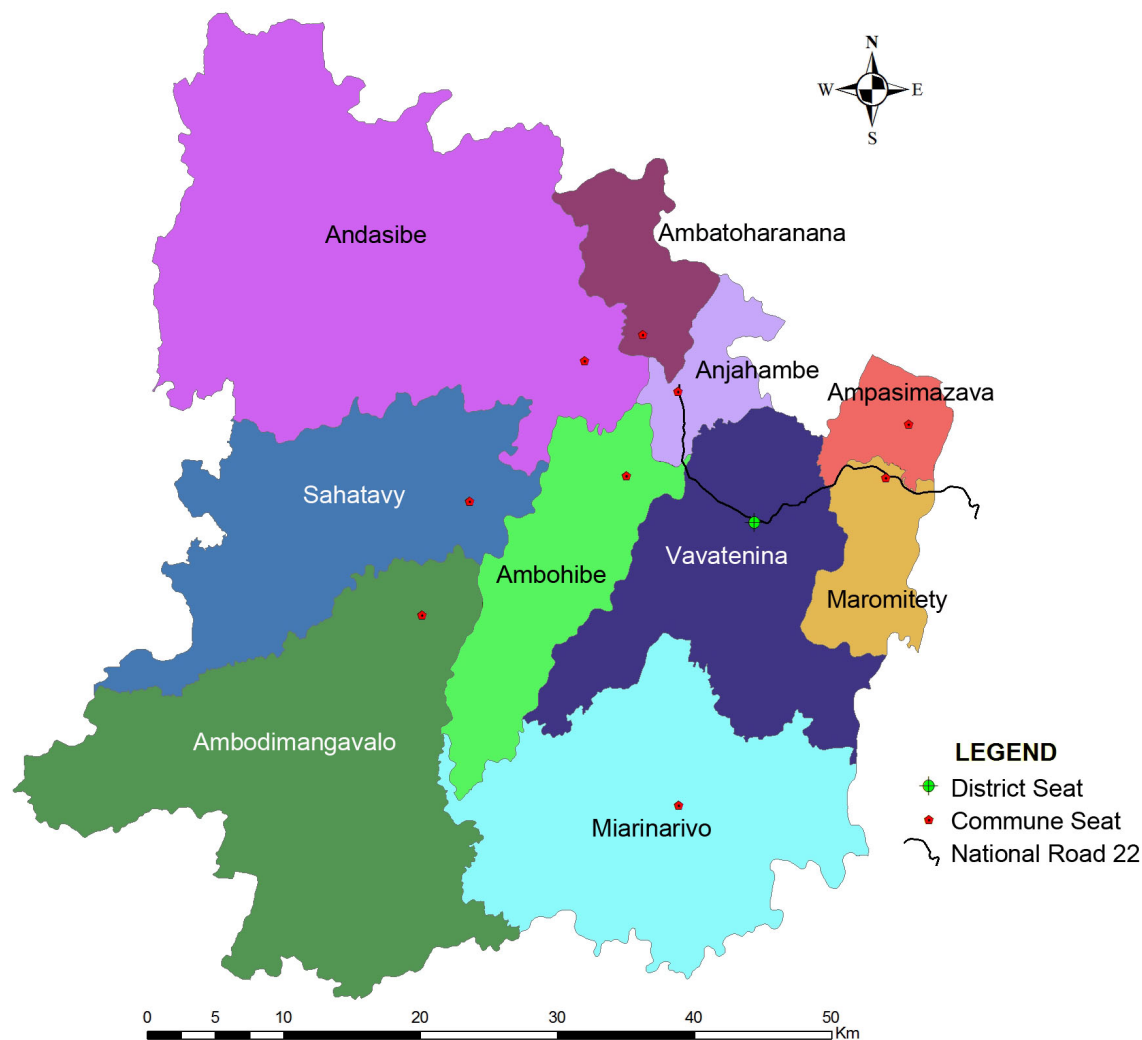 N
W E
S
Andasibe
Ambatoharanana
Anjahambe
Ampasimazava
Sahatavy
Ambohibe
Vavatenina
Maromitety
Ambodimangavalo
Miarinarivo
LEGEND
District Seat
Commune Seat
National Road 22
0 10 20 30 40 50
Km